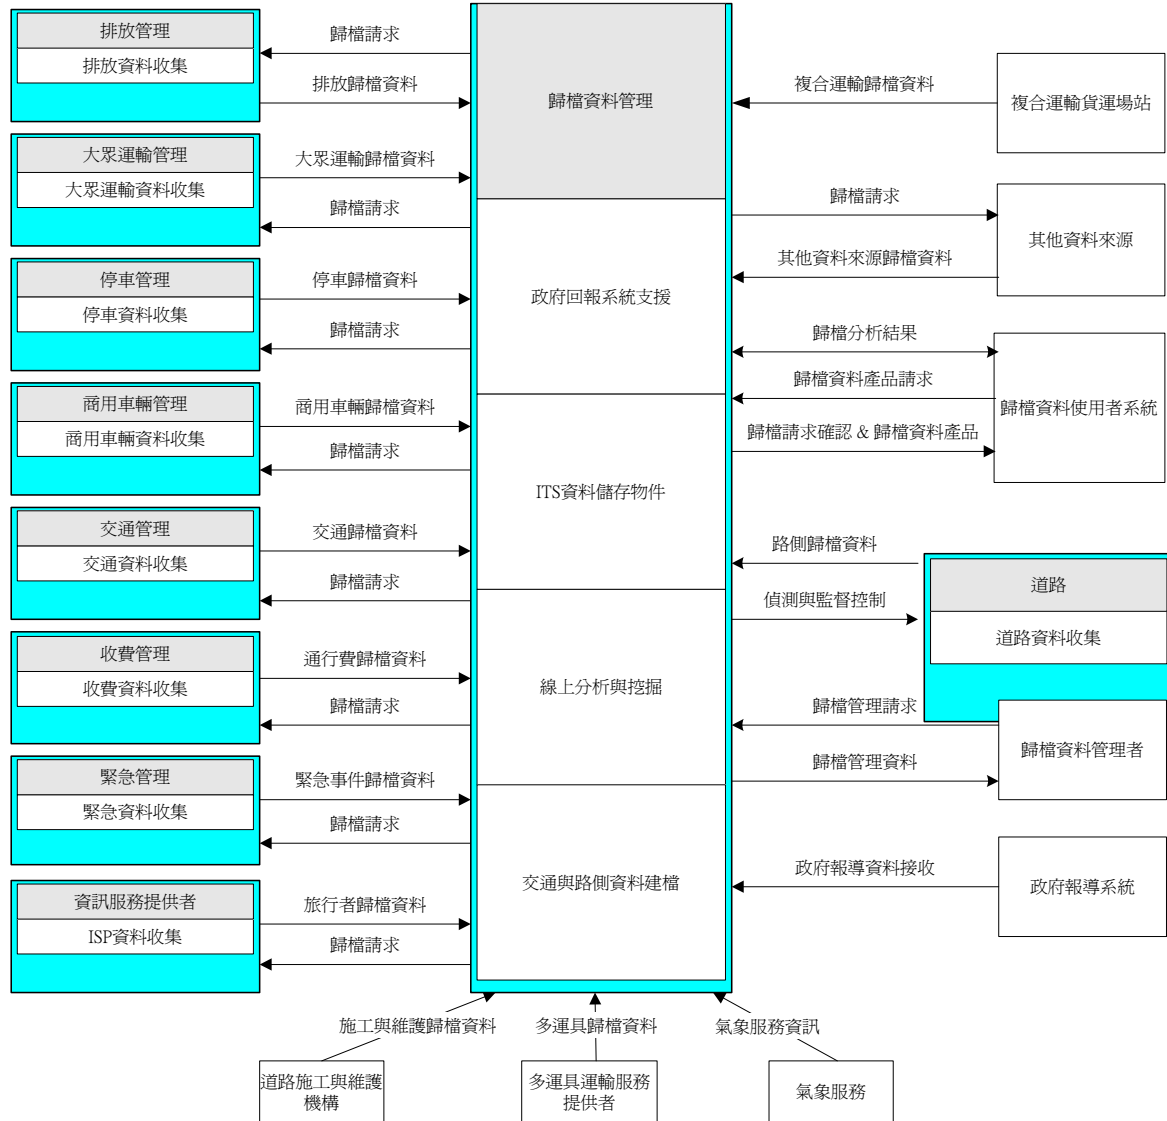 排放管理
排放資料收集
歸檔請求
排放歸檔資料
大眾運輸管理
大眾運輸資料收集
大眾運輸歸檔資料
歸檔請求
停車管理
停車資料收集
停車歸檔資料
歸檔請求
商用車輛管理
商用車輛資料收集
商用車輛歸檔資料
歸檔請求
交通管理
交通資料收集
交通歸檔資料
歸檔請求
收費管理
收費資料收集
通行費歸檔資料
歸檔請求
緊急管理
緊急資料收集
緊急事件歸檔資料
歸檔請求
資訊服務提供者
ISP資料收集
旅行者歸檔資料
歸檔請求
歸檔資料管理
政府回報系統支援
ITS資料儲存物件
線上分析與挖掘
交通與路側資料建檔
複合運輸歸檔資料
複合運輸貨運場站
歸檔請求
其他資料來源歸檔資料
其他資料來源
歸檔分析結果
歸檔資料產品請求
歸檔請求確認 & 歸檔資料產品
歸檔資料使用者系統
路側歸檔資料
偵測與監督控制
道路
道路資料收集
歸檔管理請求
歸檔管理資料
歸檔資料管理者
政府報導資料接收
政府報導系統
施工與維護歸檔資料
多運具歸檔資料
氣象服務資訊
道路施工與維護
機構
多運具運輸服務
提供者
氣象服務